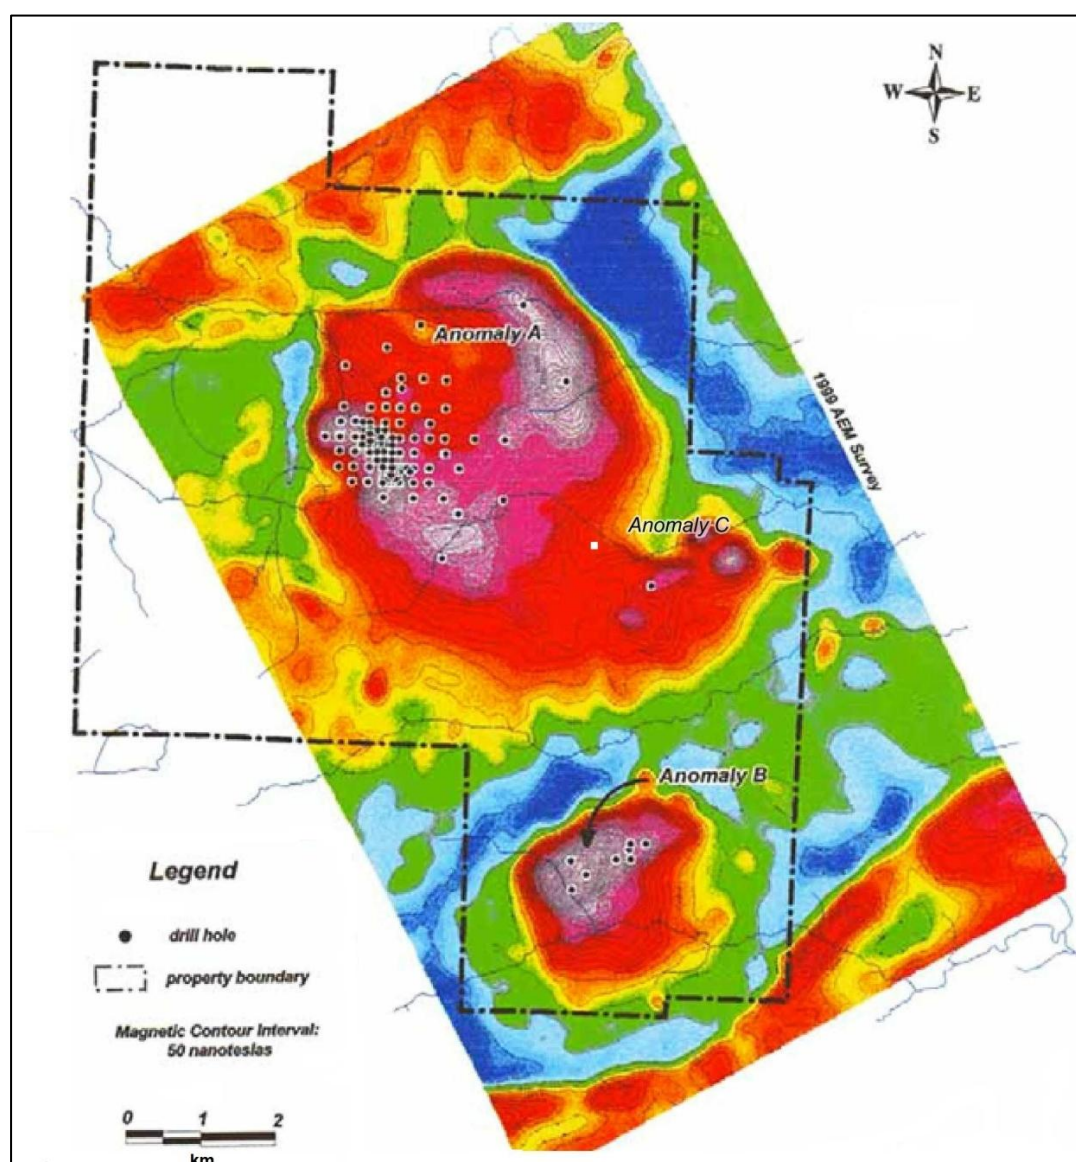 N
W E
S
Anomaly A
1999 AEM Survey
Anomaly C
Anomaly B
Legend
drill hole
property boundary
Magnetic Contour Interval:
50 nanoteslas
0 1 2
km